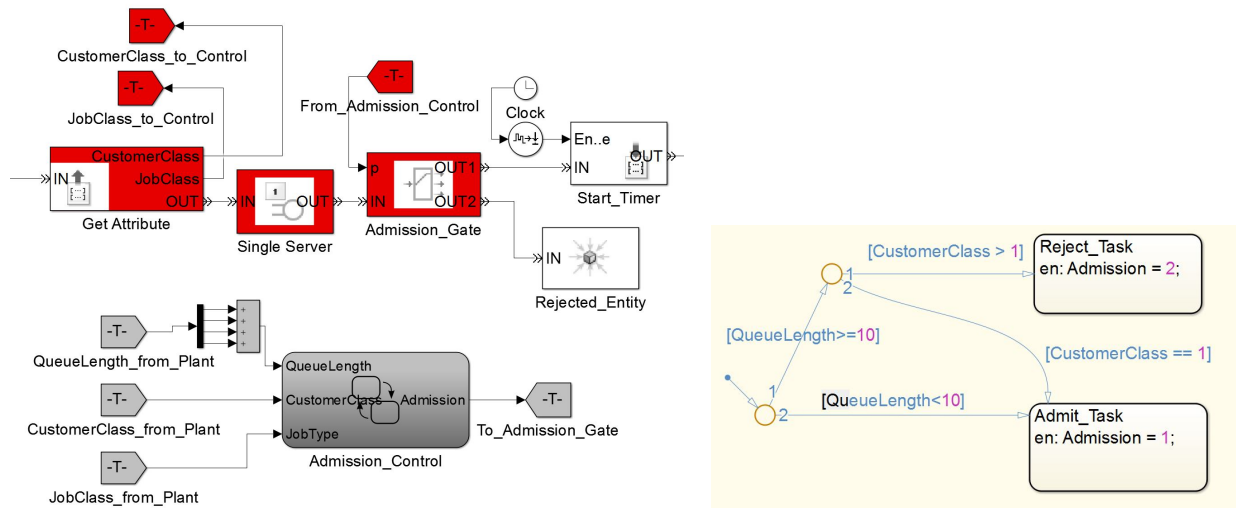 -T-
CustomerClass_to_Control
-T-
JobClass_to_Control
-T-
From_Admission_Control
Clock
CustomerClass
IN
JobClass
[...]
OUT
Get Attribute
1
IN
OUT
Single Server
p
OUT1
IN
OUT2
Admission_Gate
En..e
OUT
IN
[...]
Start_Timer
IN
Rejected_Entity
-T-
QueueLength_from_Plant
+
+
+
+
-T-
CustomerClass_from_Plant
-T-
JobClass_from_Plant
QueueLength
CustomerClass
Admission
JobType
Admission_Control
-T-
To_Admission_Gate
[CustomerClass > 1]
1
2
Reject_Task
en: Admission = 2;
[QueueLength>=10]
[CustomerClass == 1]
1
2
[QueueLength<10]
Admit_Task
en: Admission = 1;